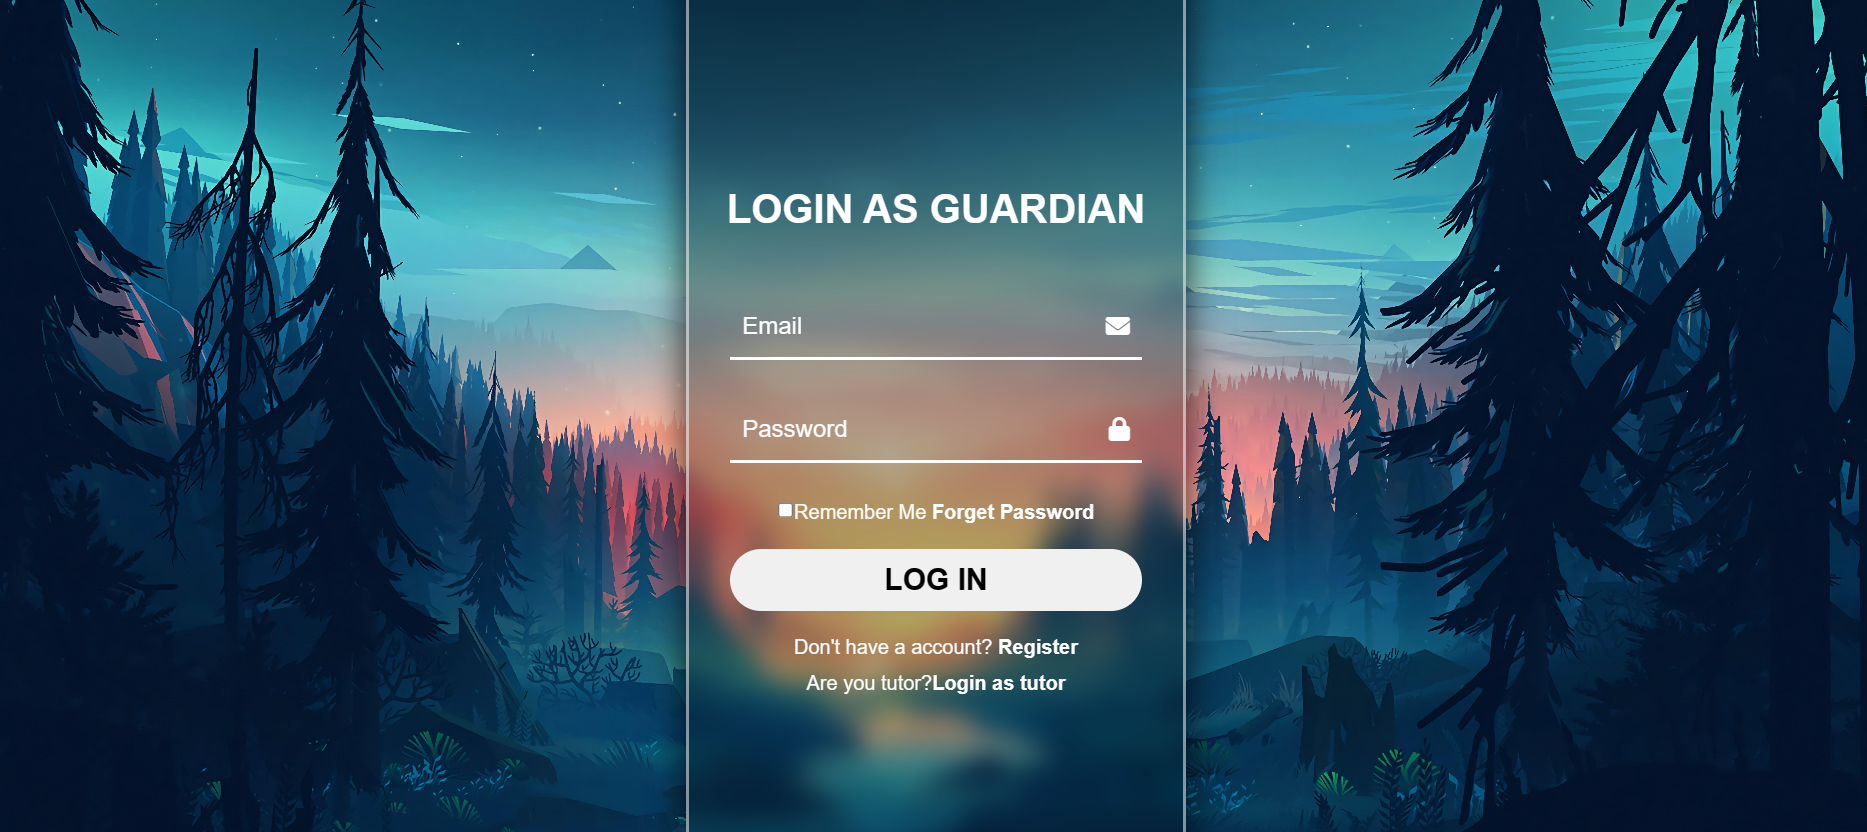 LOGIN AS GUARDIAN
Email
Password
Remember Me Forget Password
LOG IN
Don't have a account? Register
Are you tutor?Login as tutor